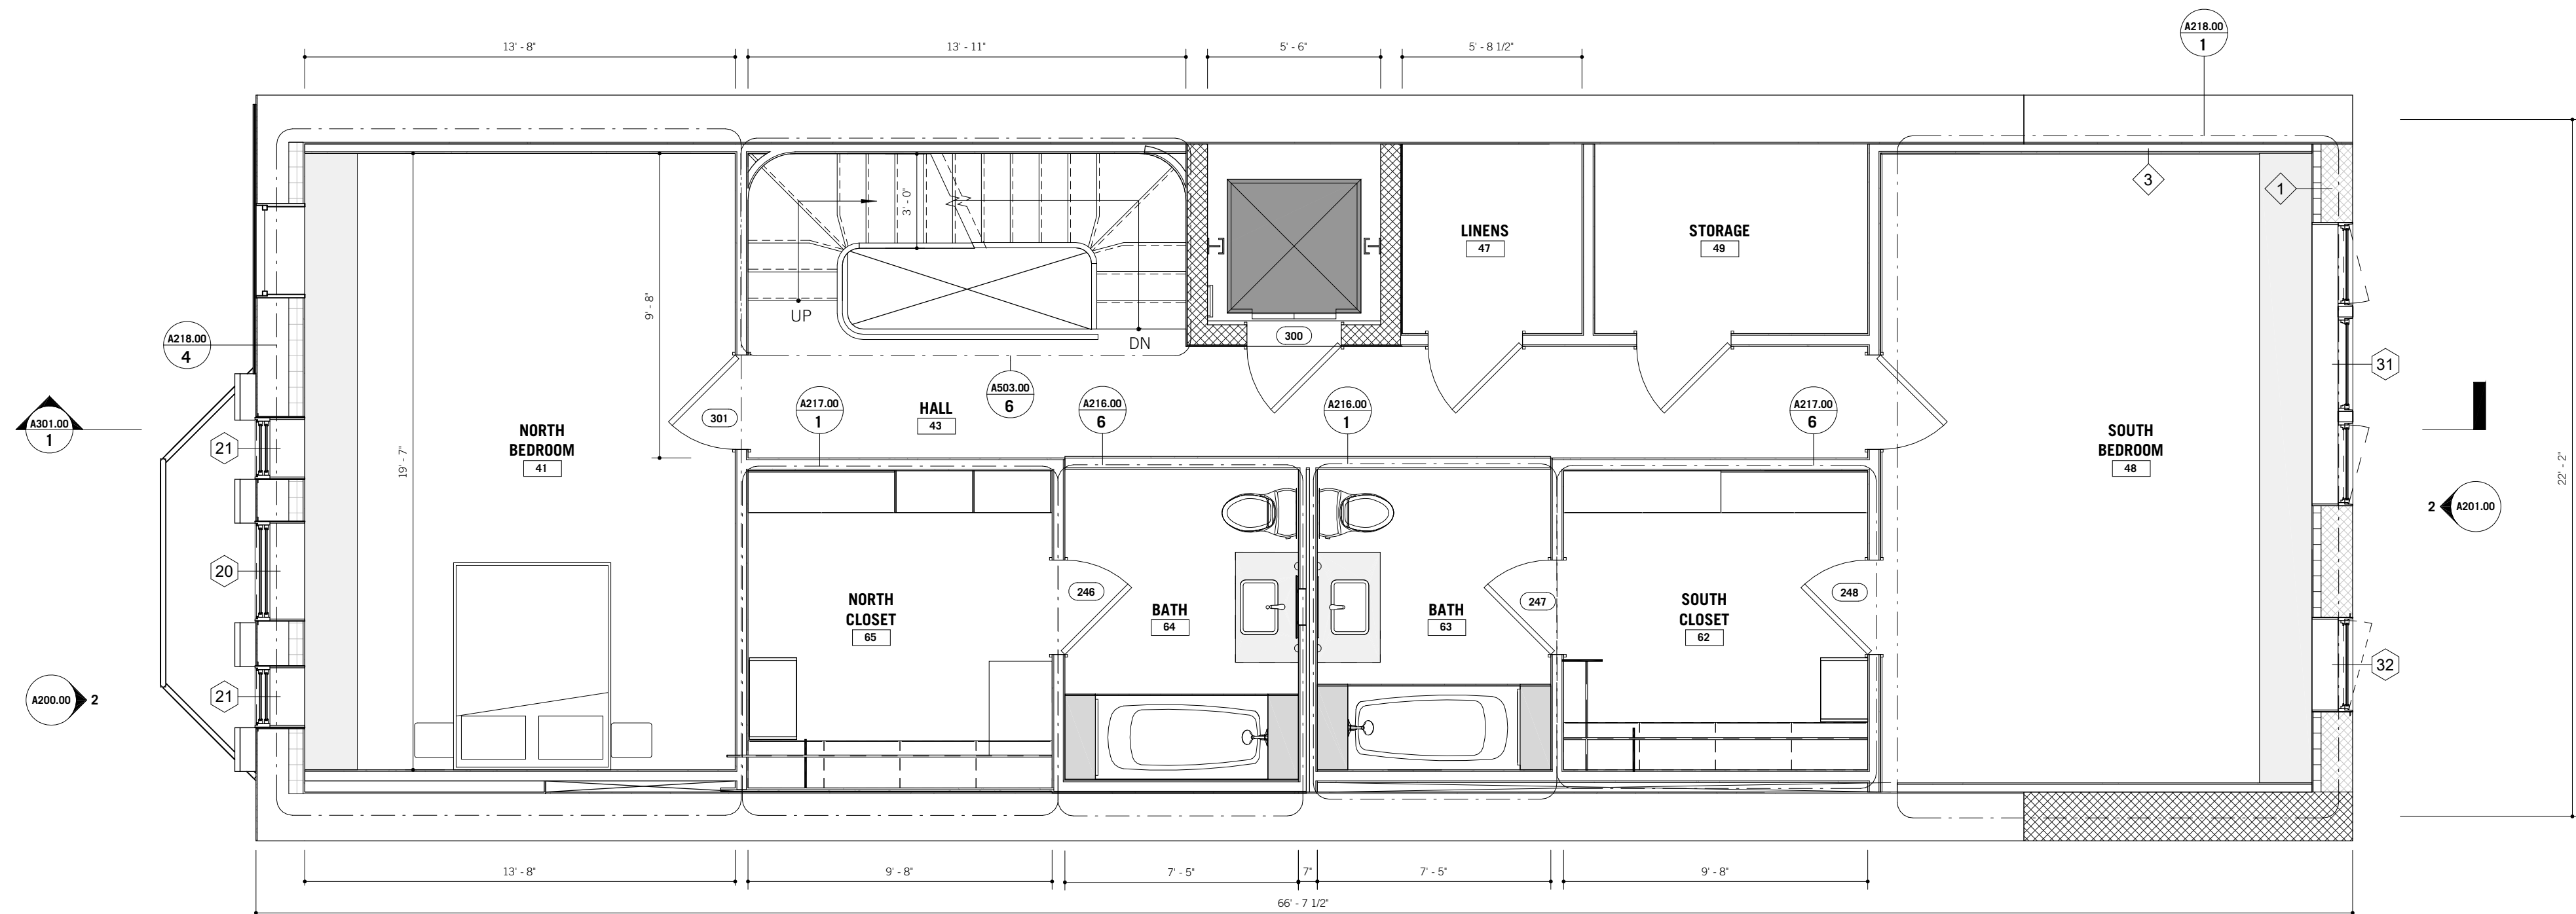 A218.00
1
13' - 8"
13' - 11"
5' - 6"
5' - 8 1/2"
3
1
3' - 0"
LINENS
47
STORAGE
49
9' - 8"
UP
DN
300
A218.00
4
31
A503.00
6
A217.00
1
HALL
43
A216.00
6
A216.00
1
A217.00
6
301
A301.00
1
21
NORTH
BEDROOM
41
19' - 7"
SOUTH
BEDROOM
48
22' - 2"
2
A201.00
20
NORTH
CLOSET
65
246
BATH
64
BATH
63
247
SOUTH
CLOSET
62
248
32
A200.00
2
21
13' - 8"
9' - 8"
7' - 5"
7"
7' - 5"
9' - 8"
66' - 7 1/2"